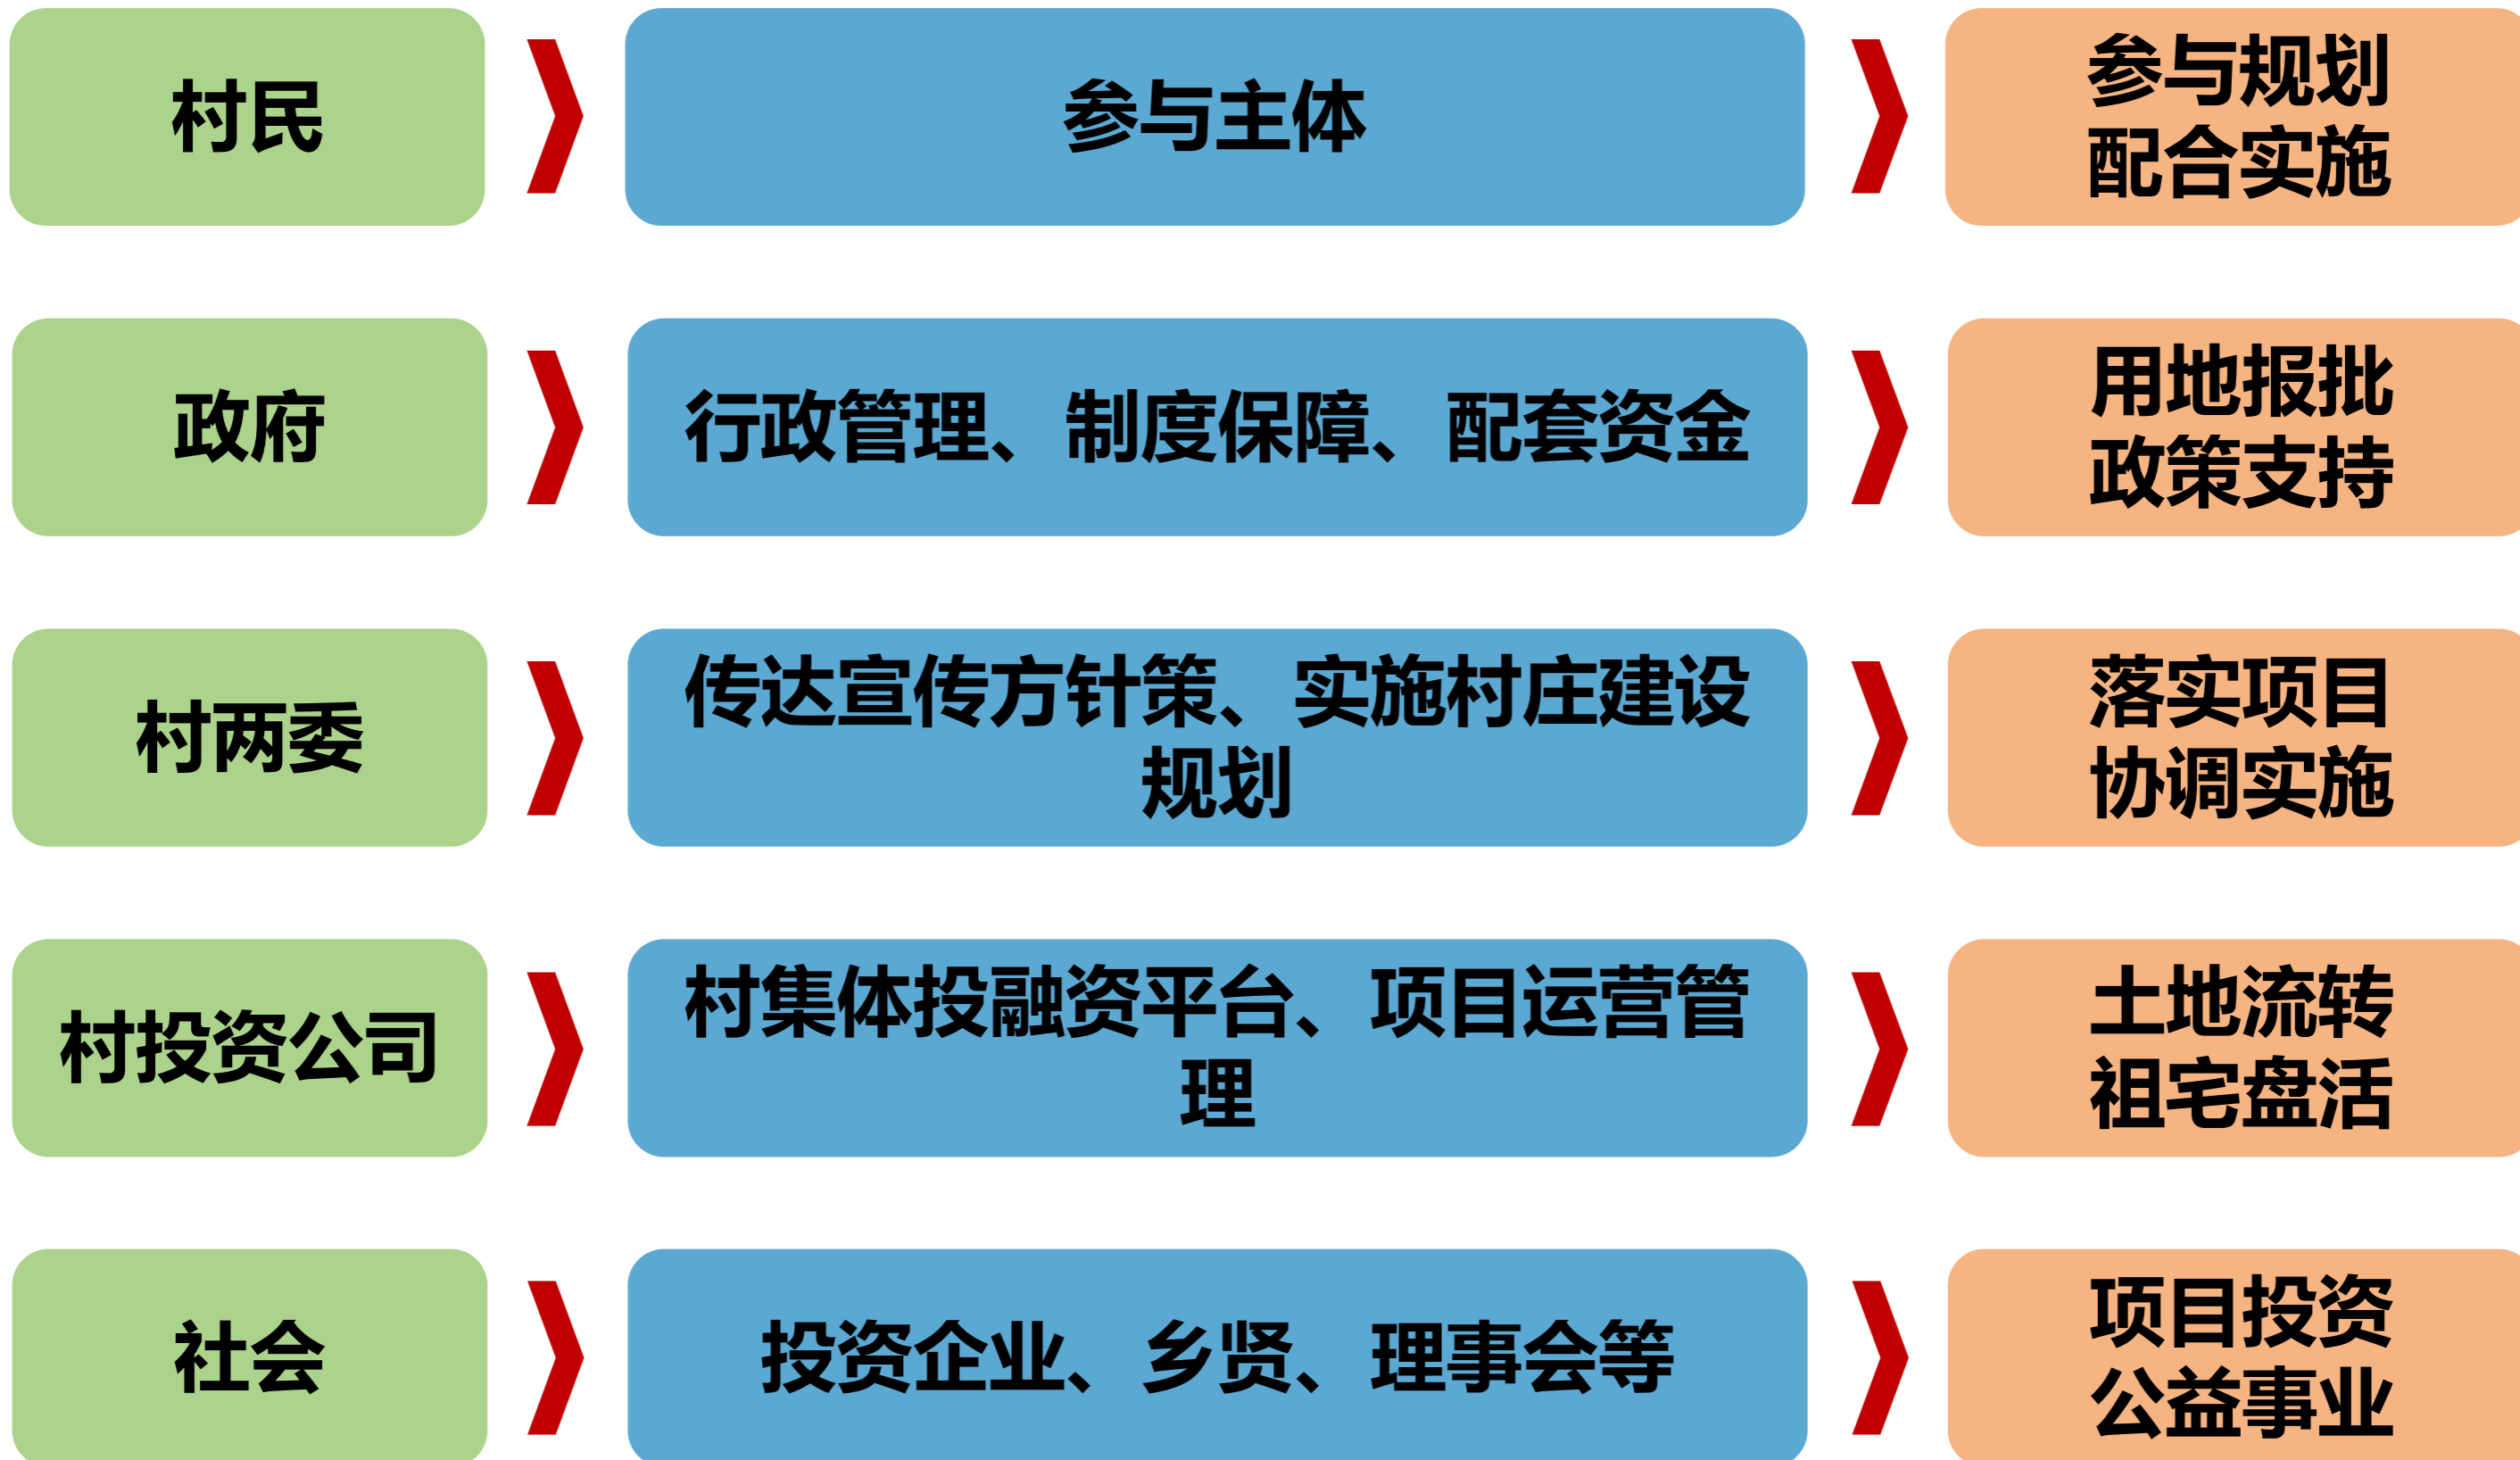 村民
参与主体
参与规划
配合实施
政府
行政管理、制度保障、配套资金
用地报批
政策支持
村两委
传达宣传方针策、实施村庄建设
规划
落实项目
协调实施
村投资公司
村集体投融资平台、项目运营管
理
土地流转
祖宅盘活
社会
投资企业、乡贤、理事会等
项目投资
公益事业